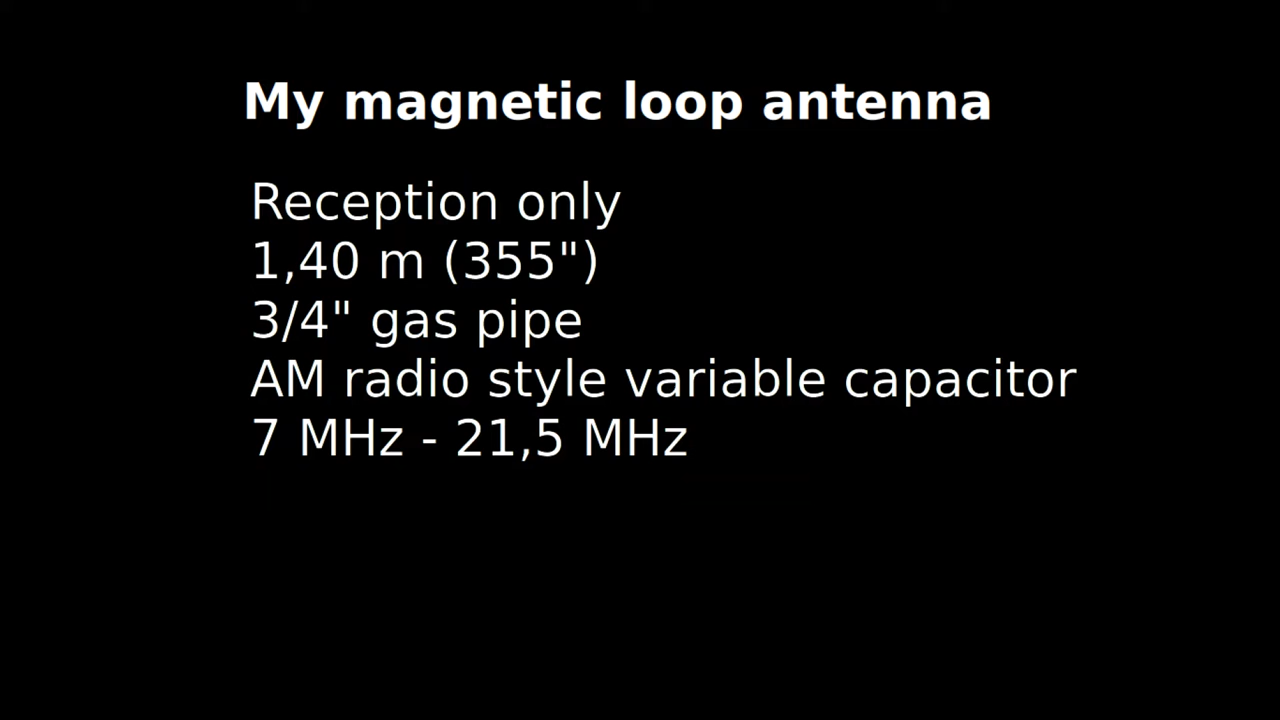 My magnetic loop antenna
Reception only
1,40 m (355")
3/4" gas pipe
AM radio style variable capacitor
7 MHz - 21,5 MHz